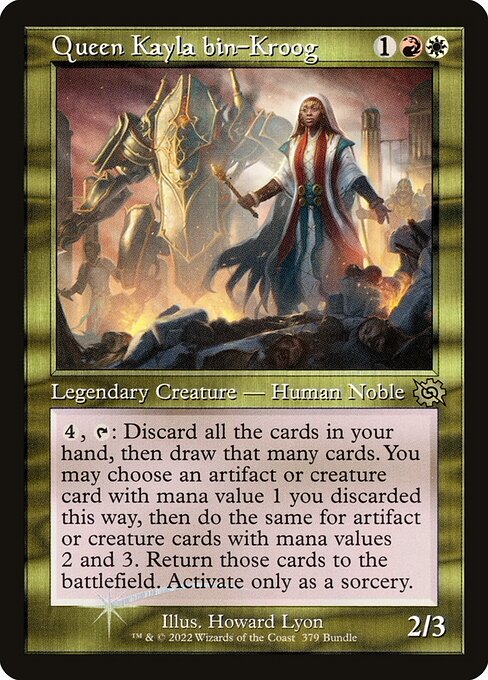 Queen Kayla bin-Kroog 1
Legendary Creature — Human Noble
4, : Discard all the cards in your
hand, then draw that many cards. You
may choose an artifact or creature
card with mana value 1 you discarded
this way, then do the same for artifact
or creature cards with mana values
2 and 3. Return those cards to the
battlefield. Activate only as a sorcery.
Illus. Howard Lyon
™ & © 2022 Wizards of the Coast 379 Bundle
2/3